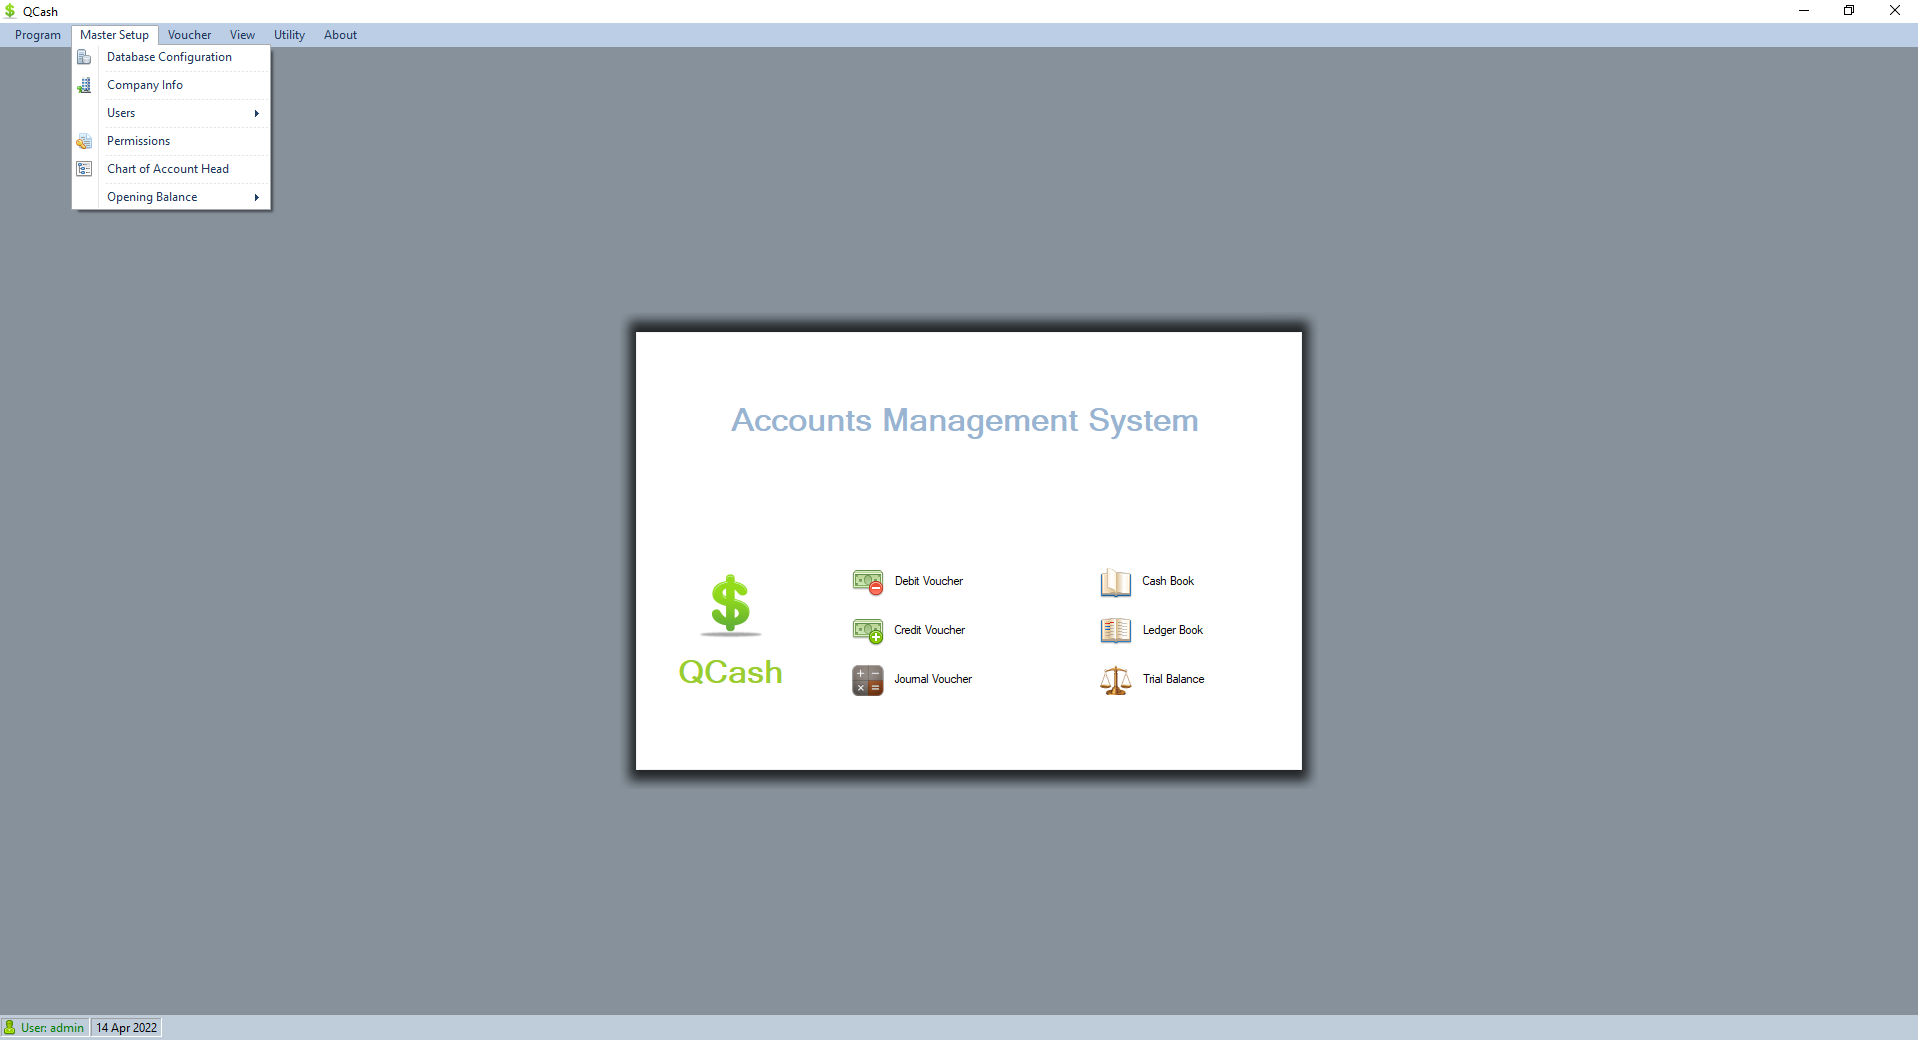 QCash
Program Master Setup Voucher View Utility About
Database Configuration
Company Info
Users
Permissions
Chart of Account Head
Opening Balance
Accounts Management System
Debit Voucher
Cash Book
Credit Voucher
Ledger Book
QCash
Journal Voucher
Trial Balance
User: admin 14 Apr 2022